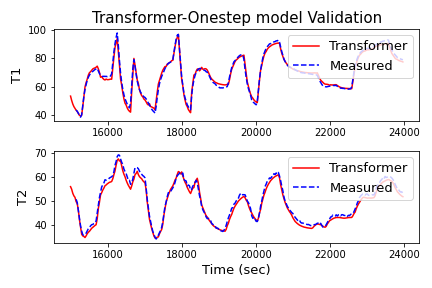 Transformer-Onestep model Validation
100
80
60
40
T1
Transformer
Measured
16000 18000 20000 22000 24000
70
60
50
40
T2
Transformer
Measured
16000 18000 20000 22000 24000
Time (sec)